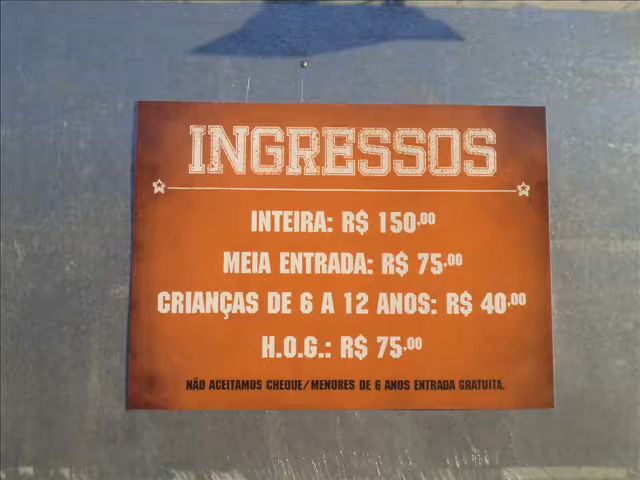 INGRESSOS
INTEIRA: R$ 150,00
MEIA ENTRADA: R$ 75,00
CRIANÇAS DE 6 A 12 ANOS: R$ 40,00
H.O.G.: R$ 75,00
NÃO ACEITAMOS CHEQUE/MENORES DE 6 ANOS ENTRADA GRATUITA.